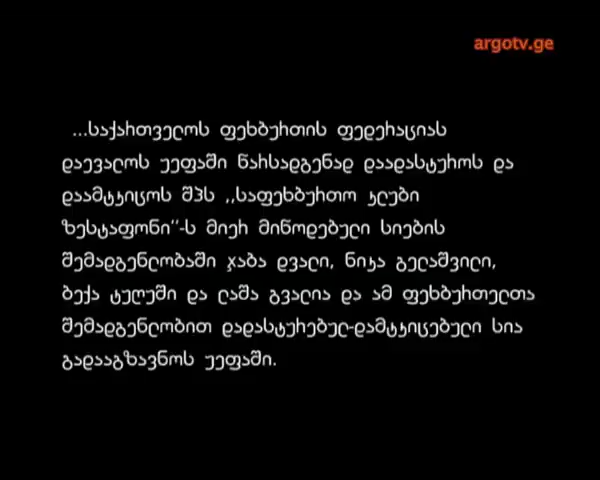 argotv.ge
...საქართველოს ფეხბურთის ფედერაციას
დაევალოს უეფაში წარსადგენად დაადასტუროს და
დაამტკიცოს შპს ,,საფეხბურთო კლუბი
ზესტაფონი"-ს მიერ მიწოდებული სიების
შემადგენლობაში ჯაბა დვალი, ნიკა გელაშვილი,
ბექა ტუღუში და ლაშა გვალია და ამ ფეხბურთელთა
შემადგენლობით დადასტურებულ-დამტკიცებული სია
გადააგზავნოს უეფაში.